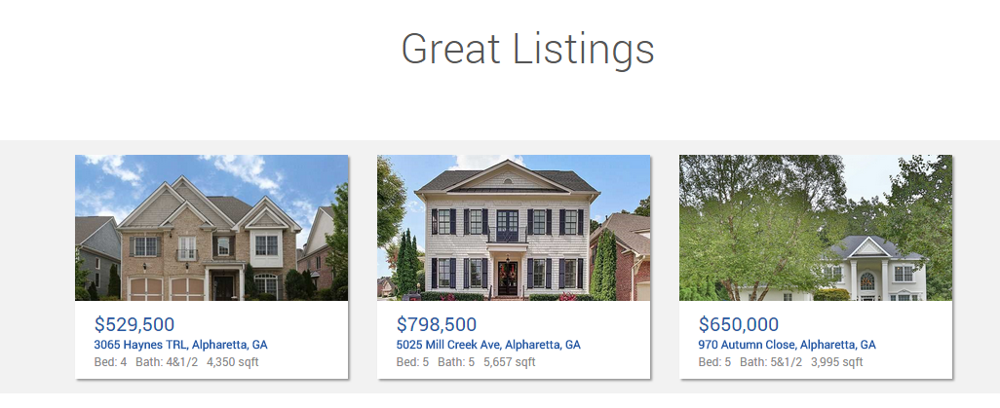 Great Listings
$529,500
3065 Haynes TRL, Alpharetta, GA
Bed: 4 Bath: 4&1/2 4,350 sqft
$798,500
5025 Mill Creek Ave, Alpharetta, GA
Bed: 5 Bath: 5 5,657 sqft
$650,000
970 Autumn Close, Alpharetta, GA
Bed: 5 Bath: 5&1/2 3,995 sqft